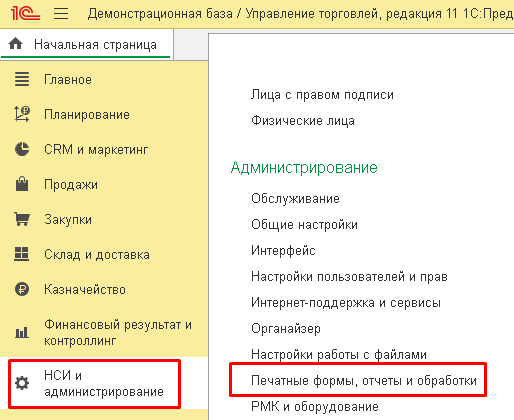 1С Демонстрационная база / Управление торговлей, редакция 11 1С:Пред
Начальная страница
Главное
Планирование
CRM и маркетинг
Продажи
Закупки
Склад и доставка
Казначейство
Финансовый результат и
контроллинг
НСИ и
администрирование
Лица с правом подписи
Физические лица
Администрирование
Обслуживание
Общие настройки
Интерфейс
Настройки пользователей и прав
Интернет-поддержка и сервисы
Органайзер
Настройки работы с файлами
Печатные формы, отчеты и обработки
РМК и оборудование